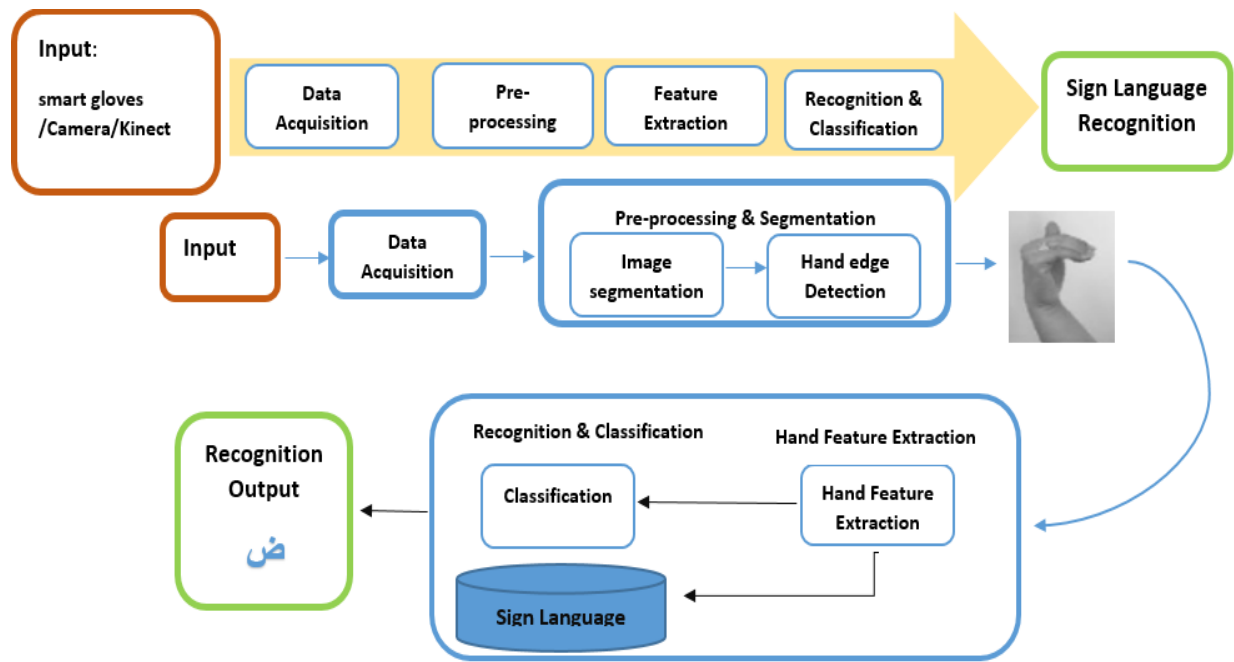 Input:
smart gloves
/Camera/Kinect
Data
Acquisition
Pre-
processing
Feature
Extraction
Recognition &
Classification
Sign Language
Recognition
Input
Data
Acquisition
Pre-processing & Segmentation
Image
segmentation
Hand edge
Detection
Recognition & Classification
Hand Feature Extraction
Classification
Hand Feature
Extraction
Sign Language
Recognition
Output
ض